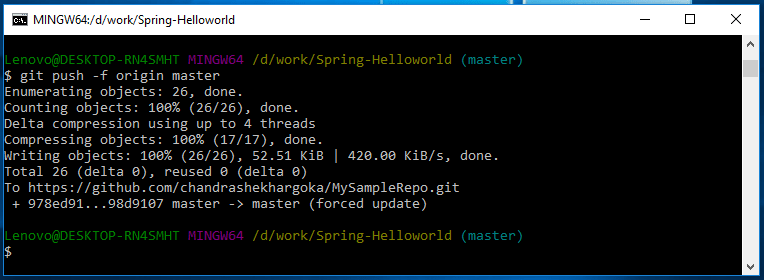 MINGW64:/d/work/Spring-Helloworld
Lenovo@DESKTOP-RN4SMHT MINGW64 /d/work/Spring-Helloworld (master)
$ git push -f origin master
Enumerating objects: 26, done.
Counting objects: 100% (26/26), done.
Delta compression using up to 4 threads
Compressing objects: 100% (17/17), done.
Writing objects: 100% (26/26), 52.51 KiB | 420.00 KiB/s, done.
Total 26 (delta 0), reused 0 (delta 0)
To https://github.com/chandrashekhargoka/MySampleRepo.git
 + 978ed91...98d9107 master -> master (forced update)
Lenovo@DESKTOP-RN4SMHT MINGW64 /d/work/Spring-Helloworld (master)
$